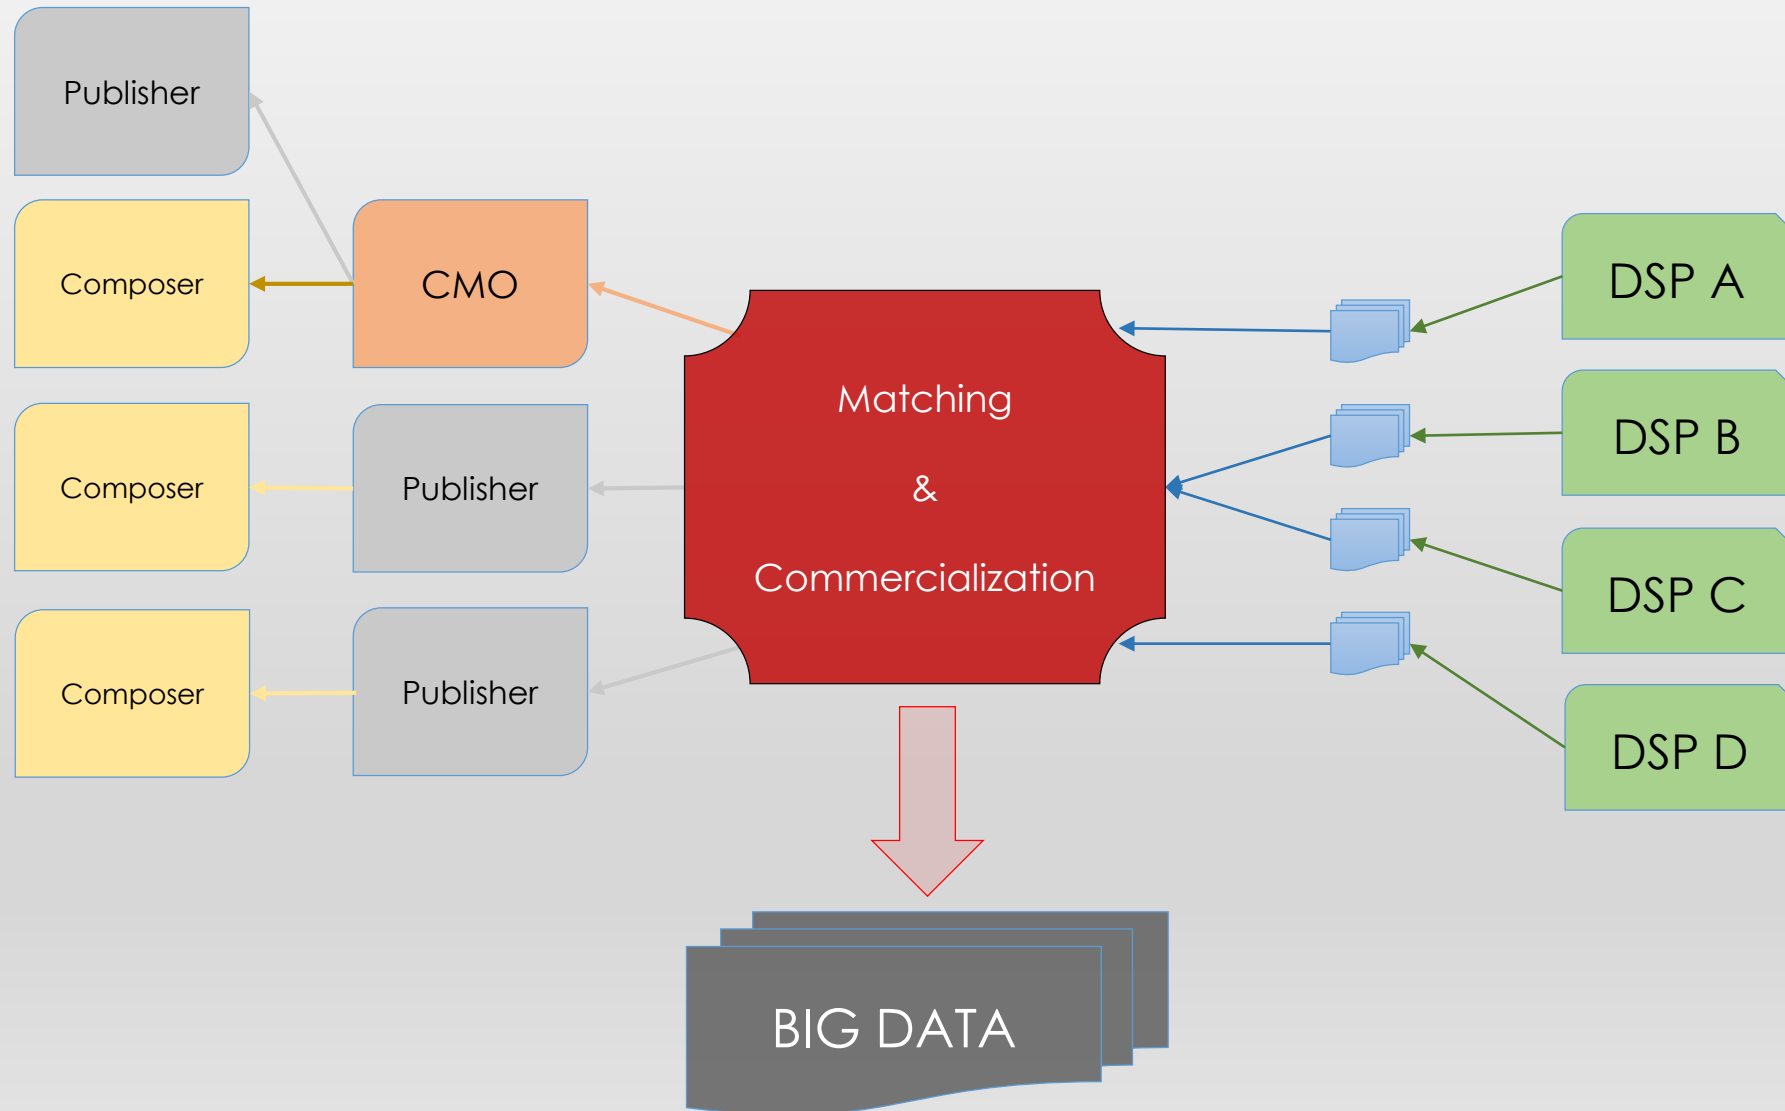 Publisher
Composer
CMO
DSP A
Matching
&
Commercialization
DSP B
Composer
Publisher
DSP C
Composer
Publisher
DSP D
BIG DATA